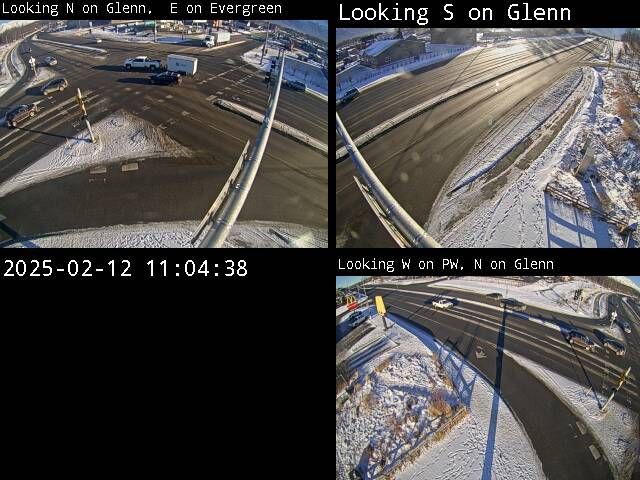 Looking N on Glenn, E on Evergreen
Looking S on Glenn
2025-02-12 11:04:38
Looking W on PW, N on Glenn